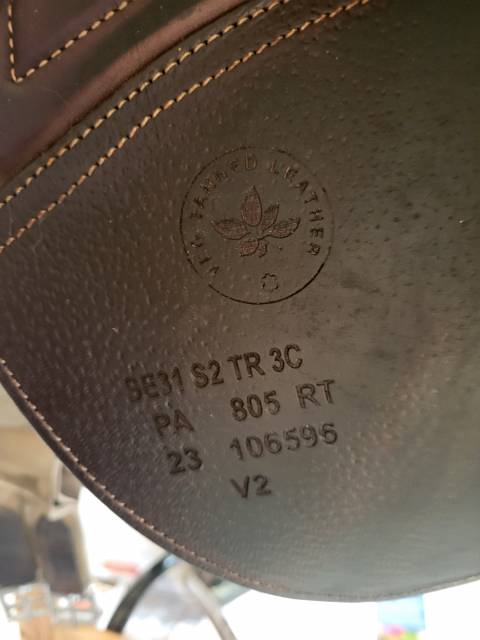 VEG TANNED LEATHER
SE31 S2 TR 3C
PA 805 RT
23 106596
V2